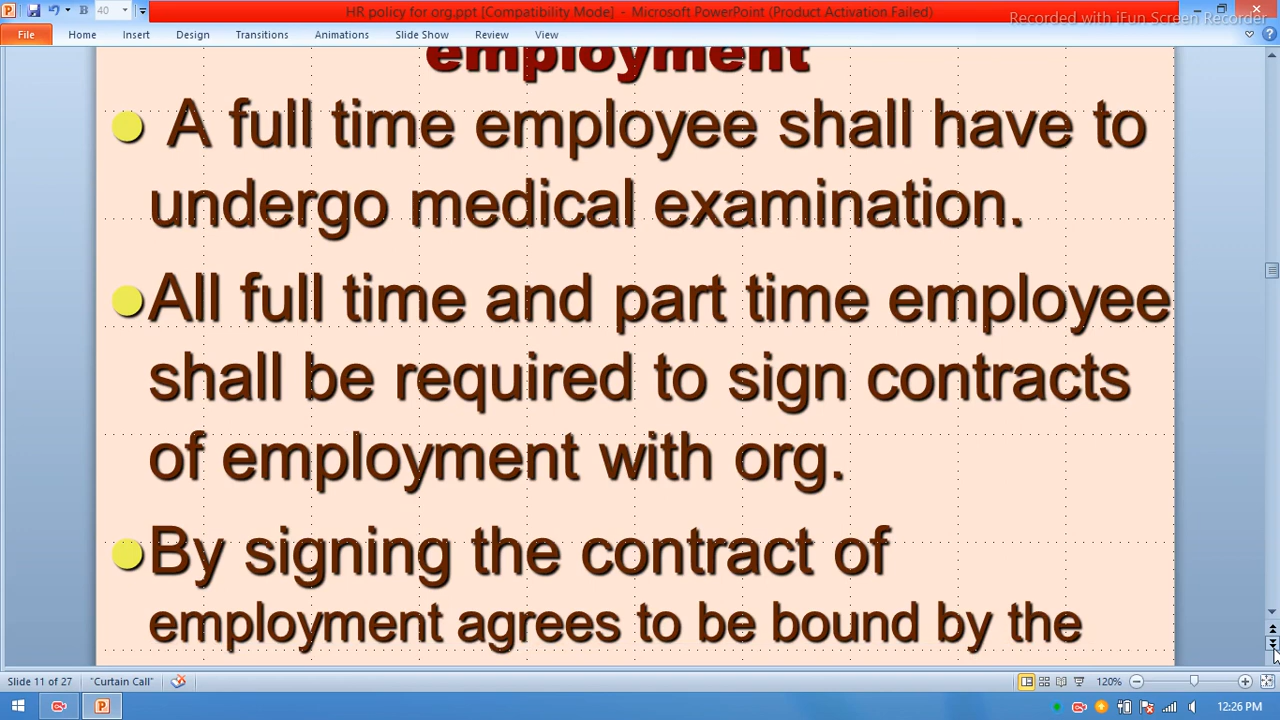 HR policy for org.ppt [Compatibility Mode] - Microsoft PowerPoint (Product Activation Failed)
Recorded with iFun Screen Recorder
40
File Home Insert Design Transitions Animations Slide Show Review View
employment
A full time employee shall have to
undergo medical examination.
All full time and part time employee
shall be required to sign contracts
of employment with org.
By signing the contract of
employment agrees to be bound by the
Slide 11 of 27 "Curtain Call" 120%
12:26 PM